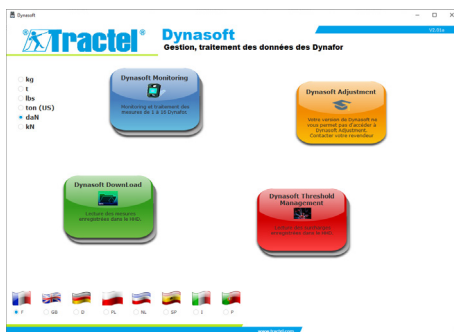 Dynasoft
Tractel®
Dynasoft
Gestion, traitement des données des Dynafor
kg
t
lbs
ton (US)
daN
kN
Dynasoft Monitoring
Monitoring et traitement des
mesures de 1 à 16 Dynafor
Dynasoft Adjustment
Votre version de Dynasoft ne
vous permet pas d'accéder à
Dynasoft Adjustment.
Contacter votre revendeur
Dynasoft DownLoad
Lecture des mesures
enregistrées dans le HHD.
Dynasoft Threshold
Management
F
GB
D
PL
NL
SP
I
P
www.tractel.com